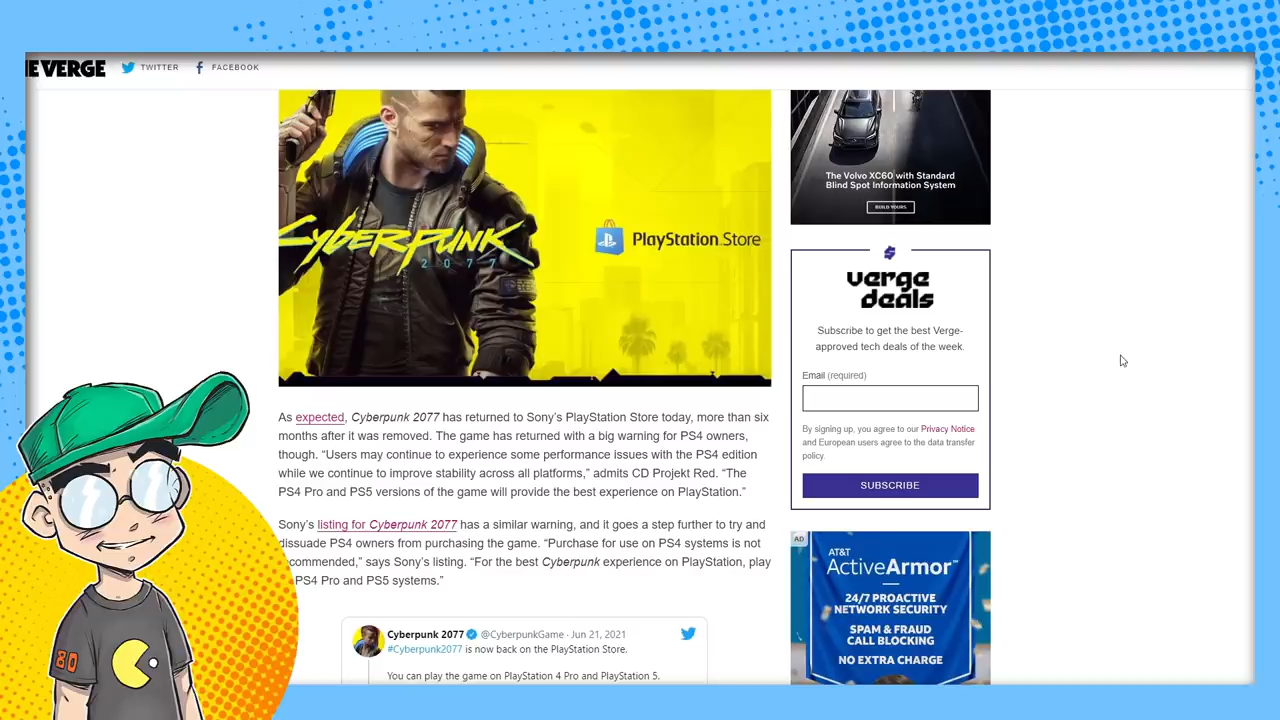 E VERGE
TWITTER
FACEBOOK
CYBERPUNK
2077
PlayStation Store
As expected, Cyberpunk 2077 has returned to Sony's PlayStation Store today, more than six
months after it was removed. The game has returned with a big warning for PS4 owners,
though. “Users may continue to experience some performance issues with the PS4 edition
while we continue to improve stability across all platforms,” admits CD Projekt Red. “The
PS4 Pro and PS5 versions of the game will provide the best experience on PlayStation.”
Sony's listing for Cyberpunk 2077 has a similar warning, and it goes a step further to try and
dissuade PS4 owners from purchasing the game. “Purchase for use on PS4 systems is not
commended,” says Sony's listing. “For the best Cyberpunk experience on PlayStation, play
PS4 Pro and PS5 systems.”
Cyberpunk 2077 @CyberpunkGame · Jun 21, 2021
#Cyberpunk2077 is now back on the PlayStation Store.
You can play the game on PlayStation 4 Pro and PlayStation 5.
The Volvo XC60 with Standard
Blind Spot Information System
BUILD YOURS
verge
deals
Subscribe to get the best Verge-
approved tech deals of the week.
Email (required)
By signing up, you agree to our Privacy Notice
and European users agree to the data transfer
policy.
SUBSCRIBE
AD
AT&T
ActiveArmor™
24/7 PROACTIVE
NETWORK SECURITY
SPAM & FRAUD
CALL BLOCKING
NO EXTRA CHARGE
80